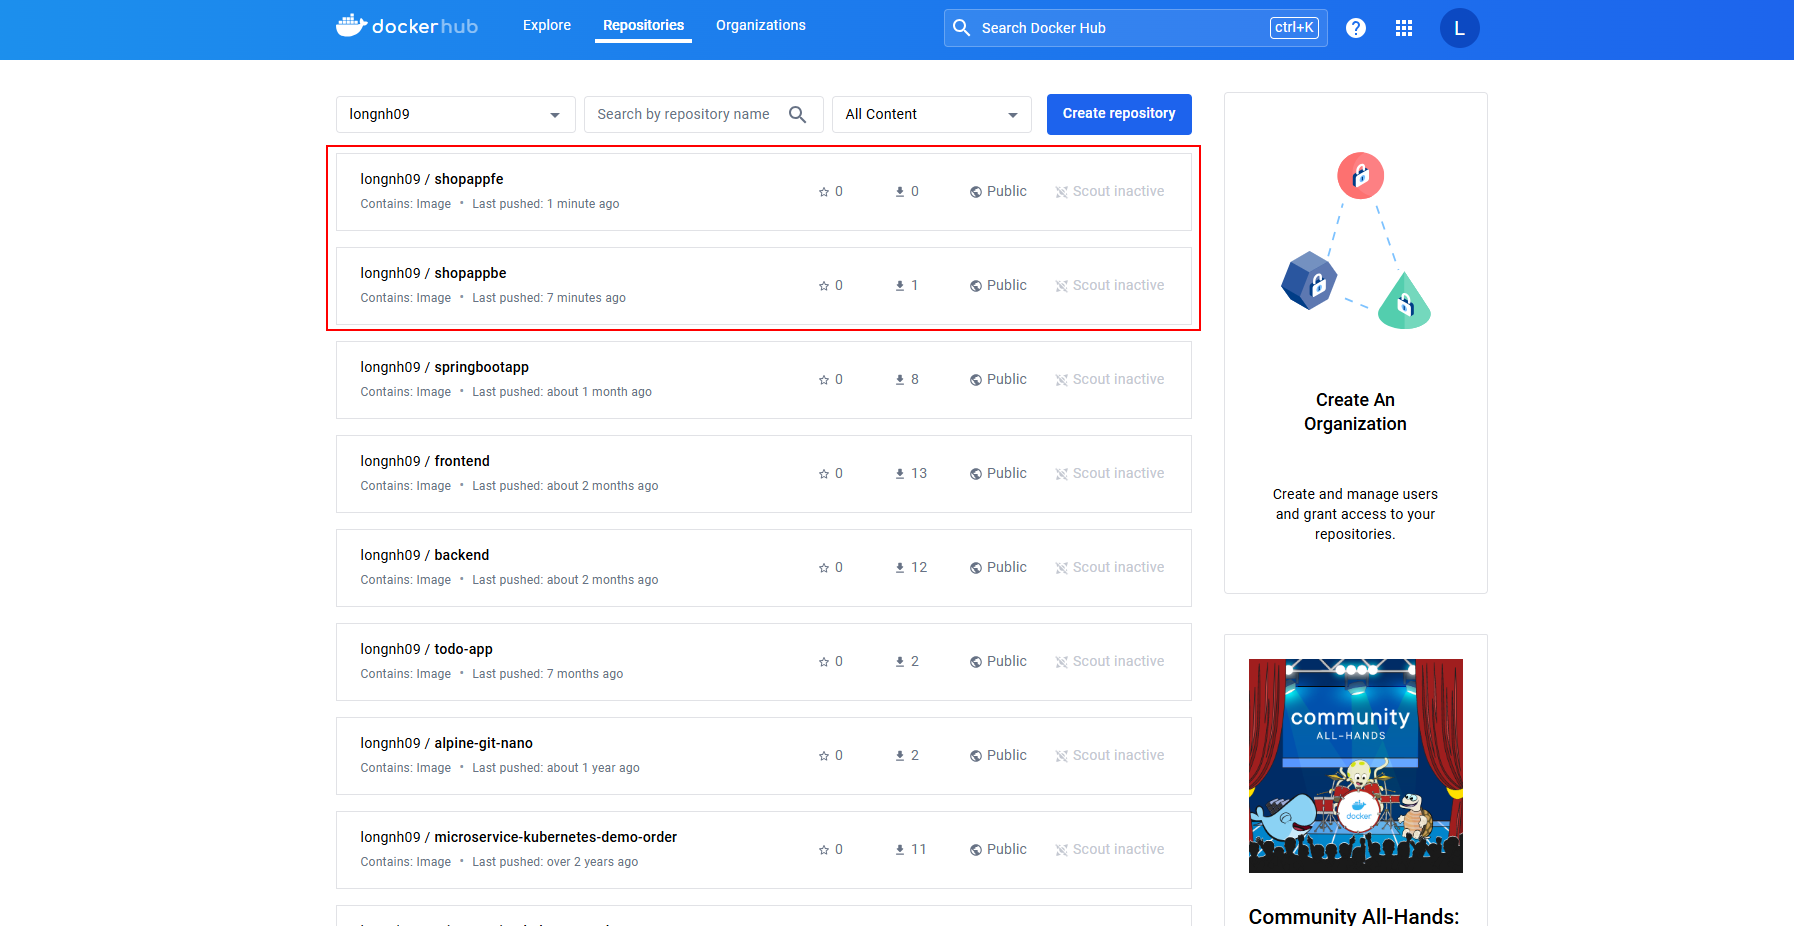 docker hub
Explore
Repositories
Organizations
Search Docker Hub
ctrl+K
?
L
longnh09
Search by repository name
All Content
Create repository
longnh09 / shopappfe
Contains: Image • Last pushed: 1 minute ago
0
0
Public
Scout inactive
longnh09 / shopappbe
Contains: Image • Last pushed: 7 minutes ago
0
1
Public
Scout inactive
longnh09 / springbootapp
Contains: Image • Last pushed: about 1 month ago
0
8
Public
Scout inactive
longnh09 / frontend
Contains: Image • Last pushed: about 2 months ago
0
13
Public
Scout inactive
longnh09 / backend
Contains: Image • Last pushed: about 2 months ago
0
12
Public
Scout inactive
longnh09 / todo-app
Contains: Image • Last pushed: 7 months ago
0
2
Public
Scout inactive
longnh09 / alpine-git-nano
Contains: Image • Last pushed: about 1 year ago
0
2
Public
Scout inactive
longnh09 / microservice-kubernetes-demo-order
Contains: Image • Last pushed: over 2 years ago
0
11
Public
Scout inactive
Create An
Organization
Create and manage users
and grant access to your
repositories.
community
ALL-HANDS
docker
Community All-Hands: